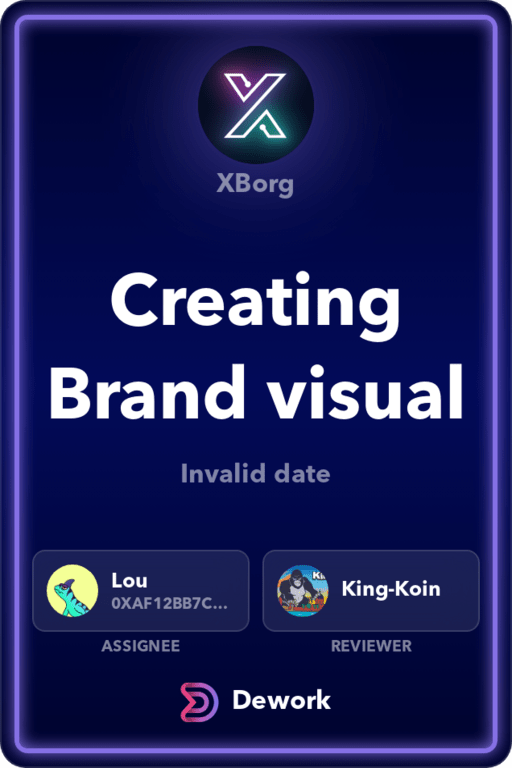 XBorg
Creating
Brand visual
Invalid date
Lou
0XAF12BB7C...
King-Koin
ASSIGNEE
REVIEWER
Dework